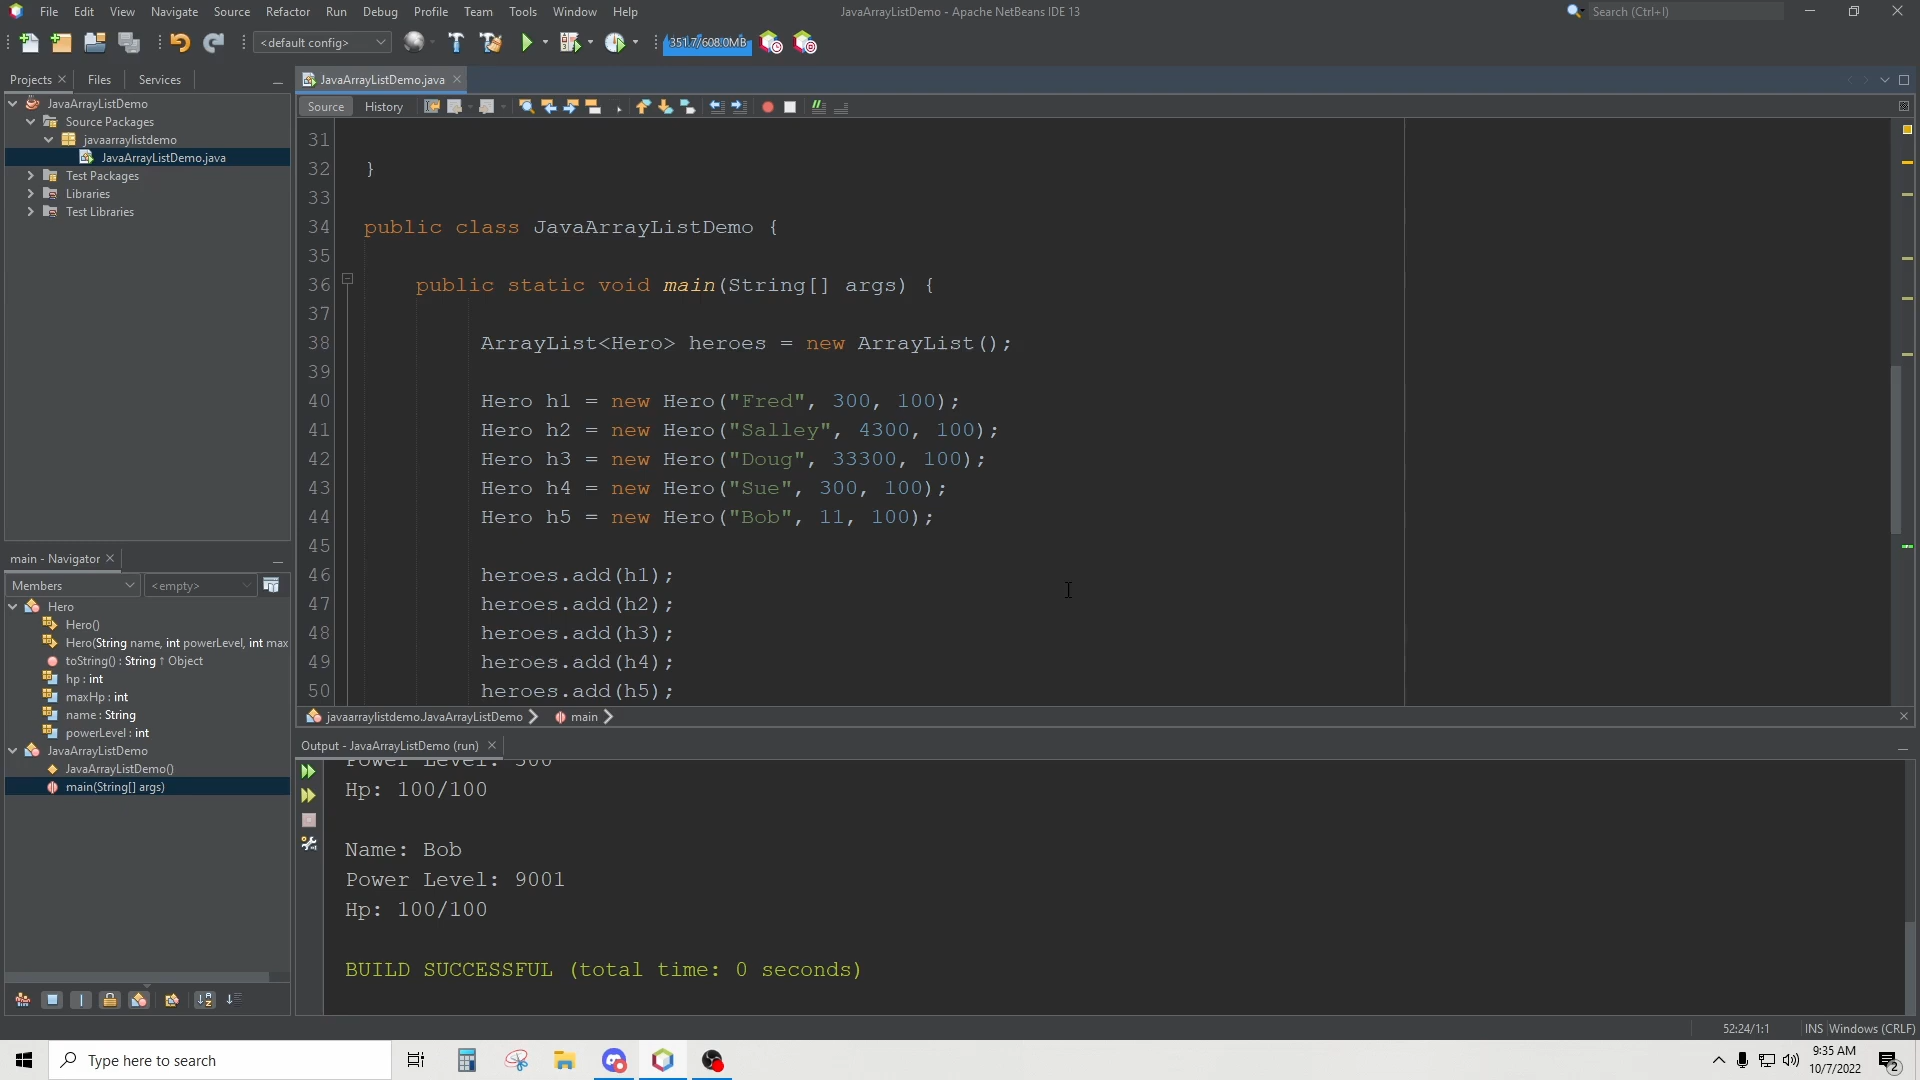 File Edit View Navigate Source Refactor Run Debug Profile Team Tools Window Help
JavaArrayListDemo - Apache NetBeans IDE 13
Search (Ctrl+I)
<default config>
351.7/608.0MB
Projects Files Services
JavaArrayListDemo
Source Packages
javaarraylistdemo
JavaArrayListDemo.java
Test Packages
Libraries
Test Libraries
JavaArrayListDemo.java
Source History
31
32 }
33
34 public class JavaArrayListDemo {
35
36 public static void main(String[] args) {
37
38 ArrayList<Hero> heroes = new ArrayList();
39
40 Hero h1 = new Hero("Fred", 300, 100);
41 Hero h2 = new Hero("Salley", 4300, 100);
42 Hero h3 = new Hero("Doug", 33300, 100);
43 Hero h4 = new Hero("Sue", 300, 100);
44 Hero h5 = new Hero("Bob", 11, 100);
45
46 heroes.add(h1);
47 heroes.add(h2);
48 heroes.add(h3);
49 heroes.add(h4);
50 heroes.add(h5);
javaarraylistdemo.JavaArrayListDemo main
main - Navigator
Members <empty>
Hero
Hero()
Hero(String name, int powerLevel, int max
toString() : String ↑ Object
hp : int
maxHp : int
name : String
powerLevel : int
JavaArrayListDemo
JavaArrayListDemo()
main(String[] args)
Output - JavaArrayListDemo (run)
Power Level: 300
Hp: 100/100
Name: Bob
Power Level: 9001
Hp: 100/100
BUILD SUCCESSFUL (total time: 0 seconds)
52:24/1:1 INS Windows (CRLF)
Type here to search
9:35 AM
10/7/2022
2